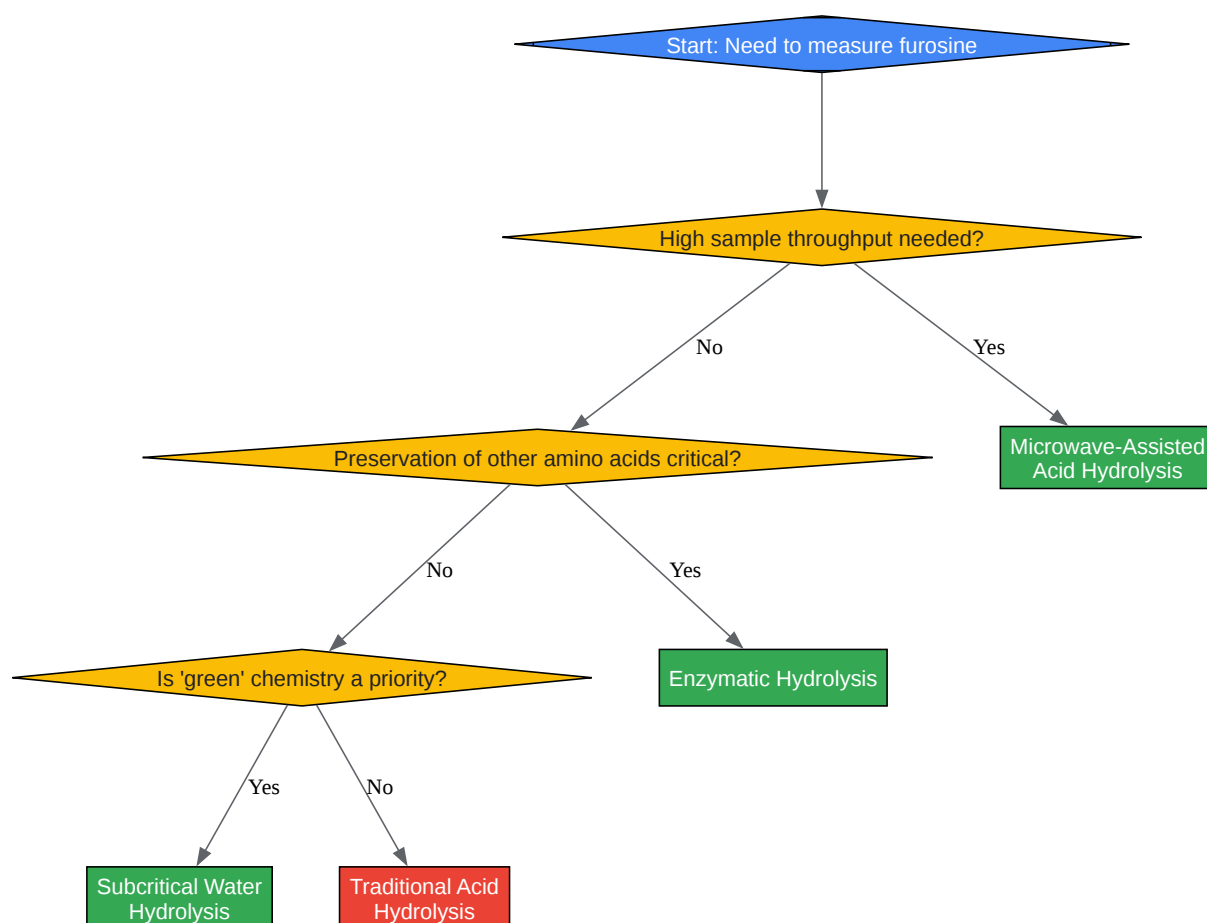 Start: Need to measure furosine
High sample throughput needed?
No
Yes
Microwave-Assisted
Acid Hydrolysis
Preservation of other amino acids critical?
No
Yes
Enzymatic Hydrolysis
Is 'green' chemistry a priority?
Yes
No
Subcritical Water
Hydrolysis
Traditional Acid
Hydrolysis